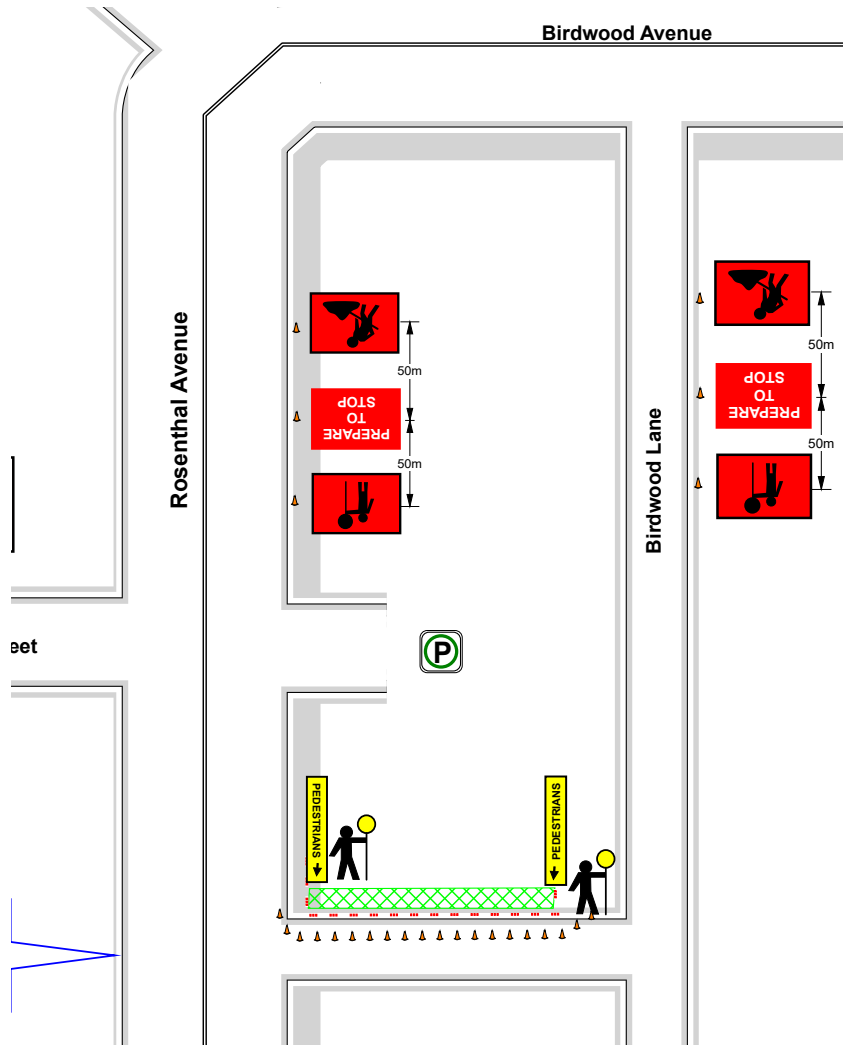 Birdwood Avenue
Rosenthal Avenue
50m
PREPARE
TO
STOP
50m
Birdwood Lane
50m
PREPARE
TO
STOP
50m
eet
P
PEDESTRIANS
PEDESTRIANS